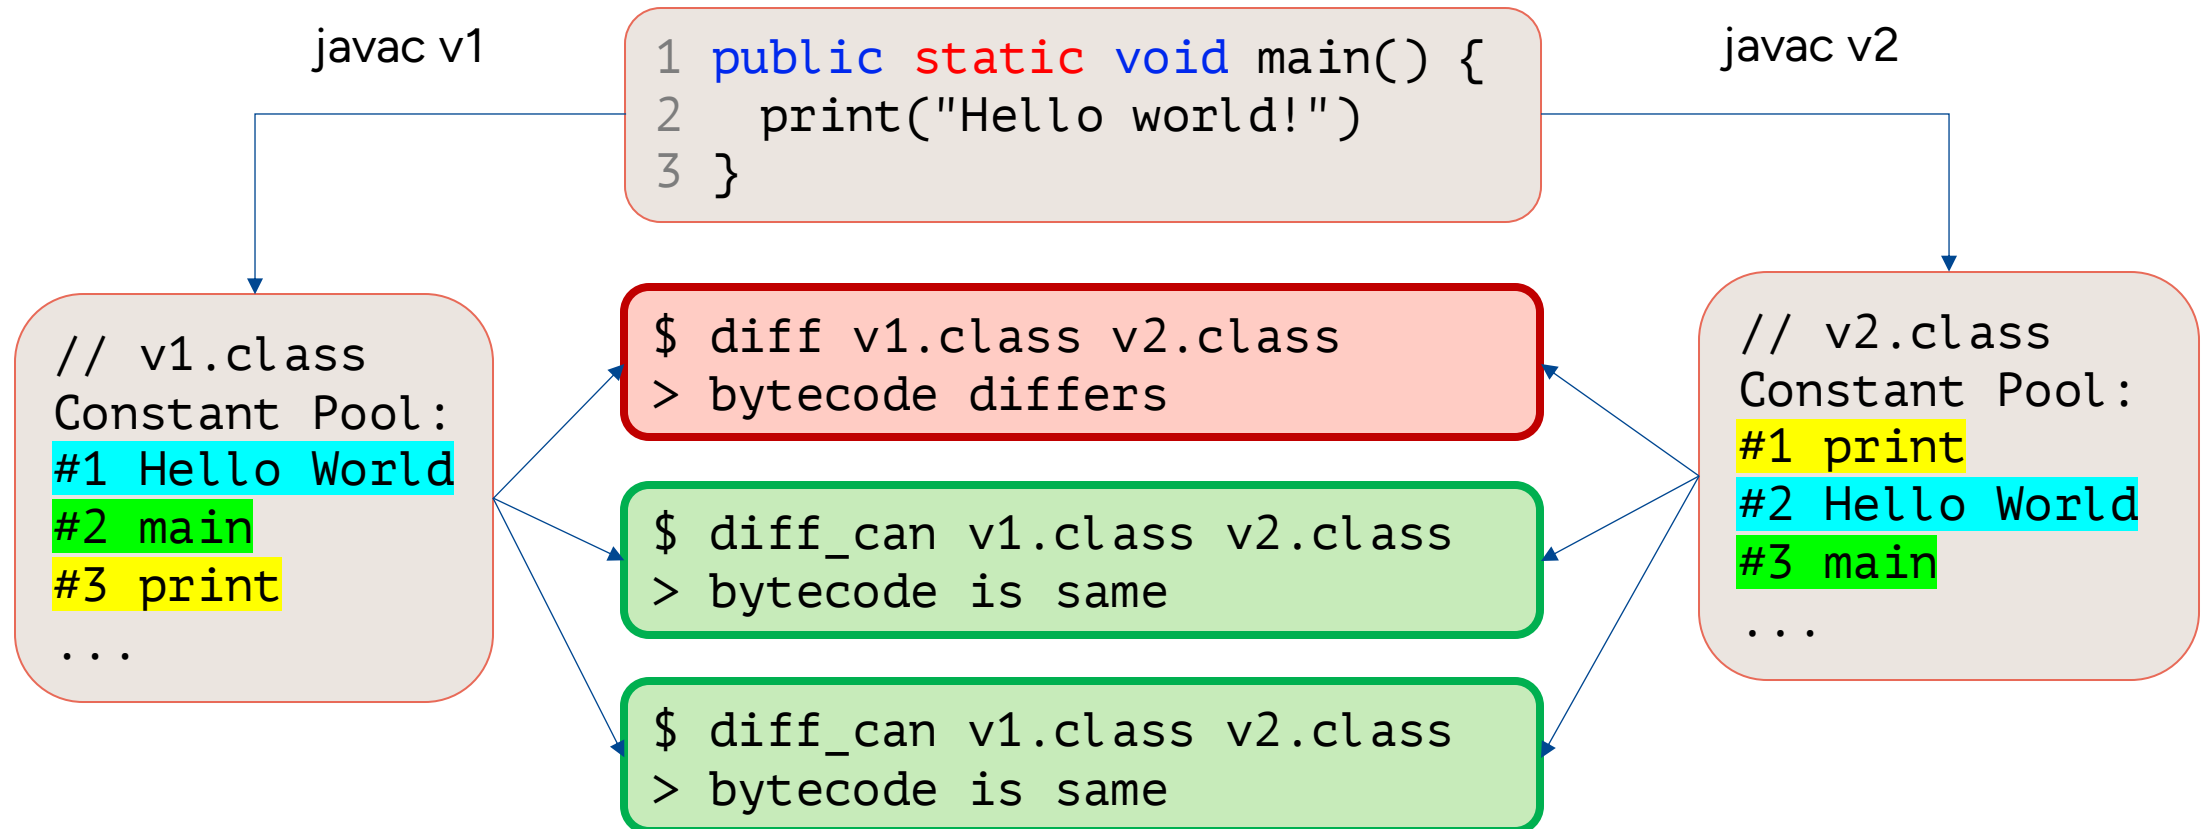 javac v1
1 public static void main() {
2 print("Hello world!")
3 }
javac v2
// v1.class
Constant Pool:
#1 Hello World
#2 main
#3 print
...
$ diff v1.class v2.class
> bytecode differs
$ diff_can v1.class v2.class
> bytecode is same
$ diff_can v1.class v2.class
> bytecode is same
// v2.class
Constant Pool:
#1 print
#2 Hello World
#3 main
...